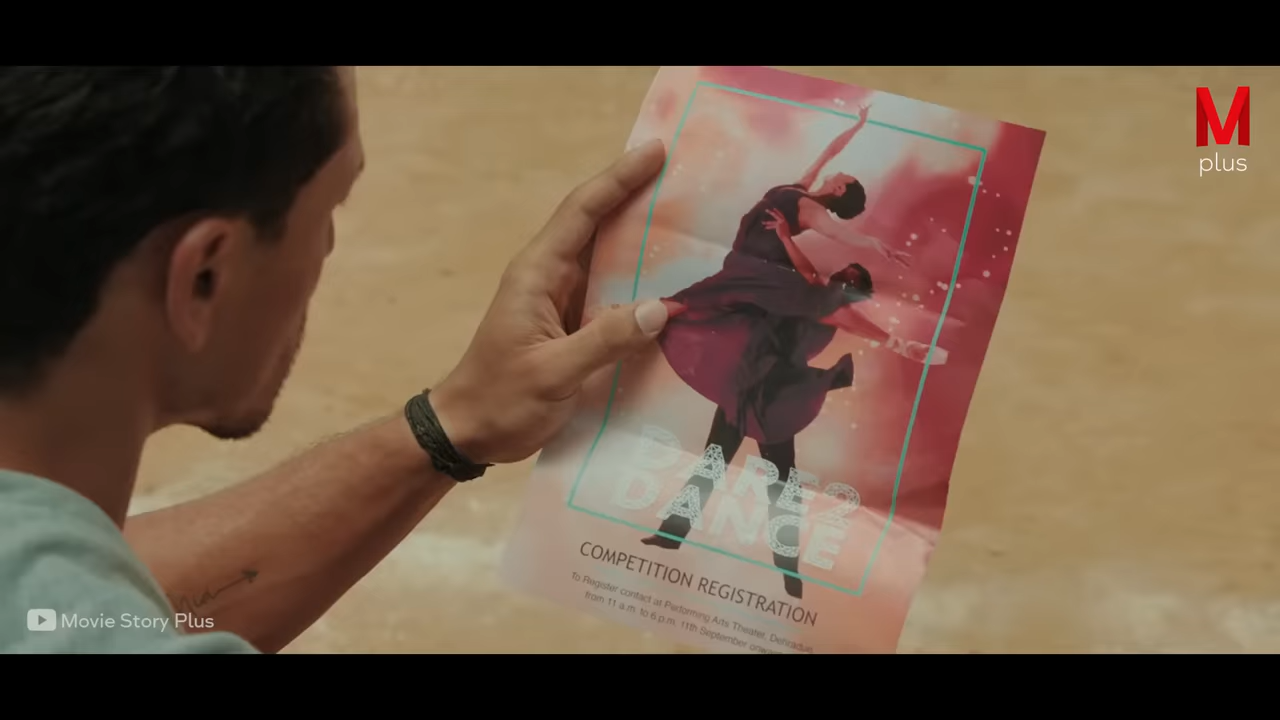 M
plus
DARE2
DANCE
COMPETITION REGISTRATION
To Register contact at Performing Arts Theater, Dehradun,
from 11 a.m. to 6 p.m. 11th September onwards
Movie Story Plus